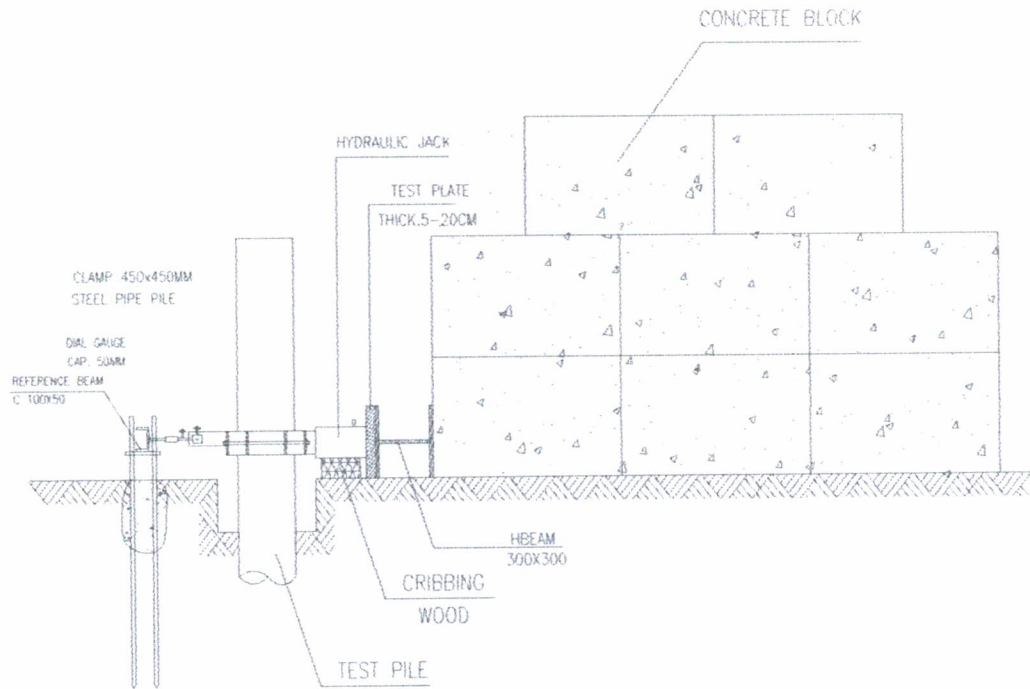 CONCRETE BLOCK
HYDRAULIC JACK
TEST PLATE
THICK.5-20CM
CLAMP 450x450MM
STEEL PIPE PILE
DIAL GAUGE
CAP. 50MM
REFERENCE BEAM
C 100X50
HBEAM
300X300
CRIBBING
WOOD
TEST PILE